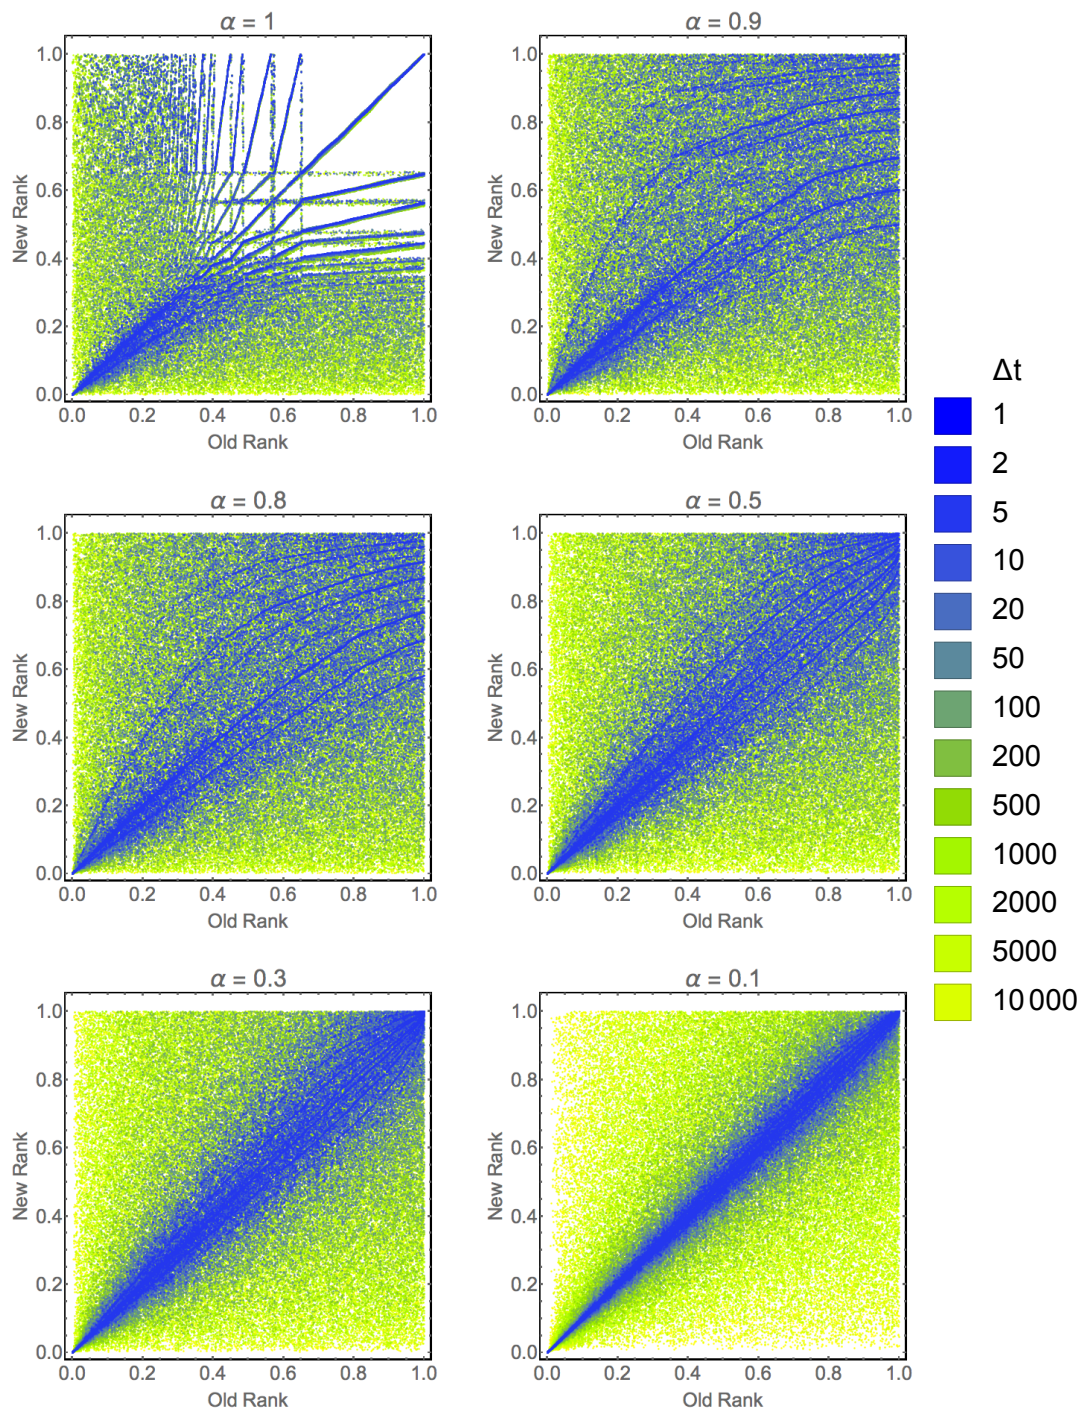 α = 1
1.0
0.8
0.6
0.4
0.2
0.0
New Rank
0.0 0.2 0.4 0.6 0.8 1.0
Old Rank
α = 0.9
1.0
0.8
0.6
0.4
0.2
0.0
New Rank
0.0 0.2 0.4 0.6 0.8 1.0
Old Rank
α = 0.8
1.0
0.8
0.6
0.4
0.2
0.0
New Rank
0.0 0.2 0.4 0.6 0.8 1.0
Old Rank
α = 0.5
1.0
0.8
0.6
0.4
0.2
0.0
New Rank
0.0 0.2 0.4 0.6 0.8 1.0
Old Rank
α = 0.3
1.0
0.8
0.6
0.4
0.2
0.0
New Rank
0.0 0.2 0.4 0.6 0.8 1.0
Old Rank
α = 0.1
1.0
0.8
0.6
0.4
0.2
0.0
New Rank
0.0 0.2 0.4 0.6 0.8 1.0
Old Rank
Δt
1
2
5
10
20
50
100
200
500
1000
2000
5000
10 000